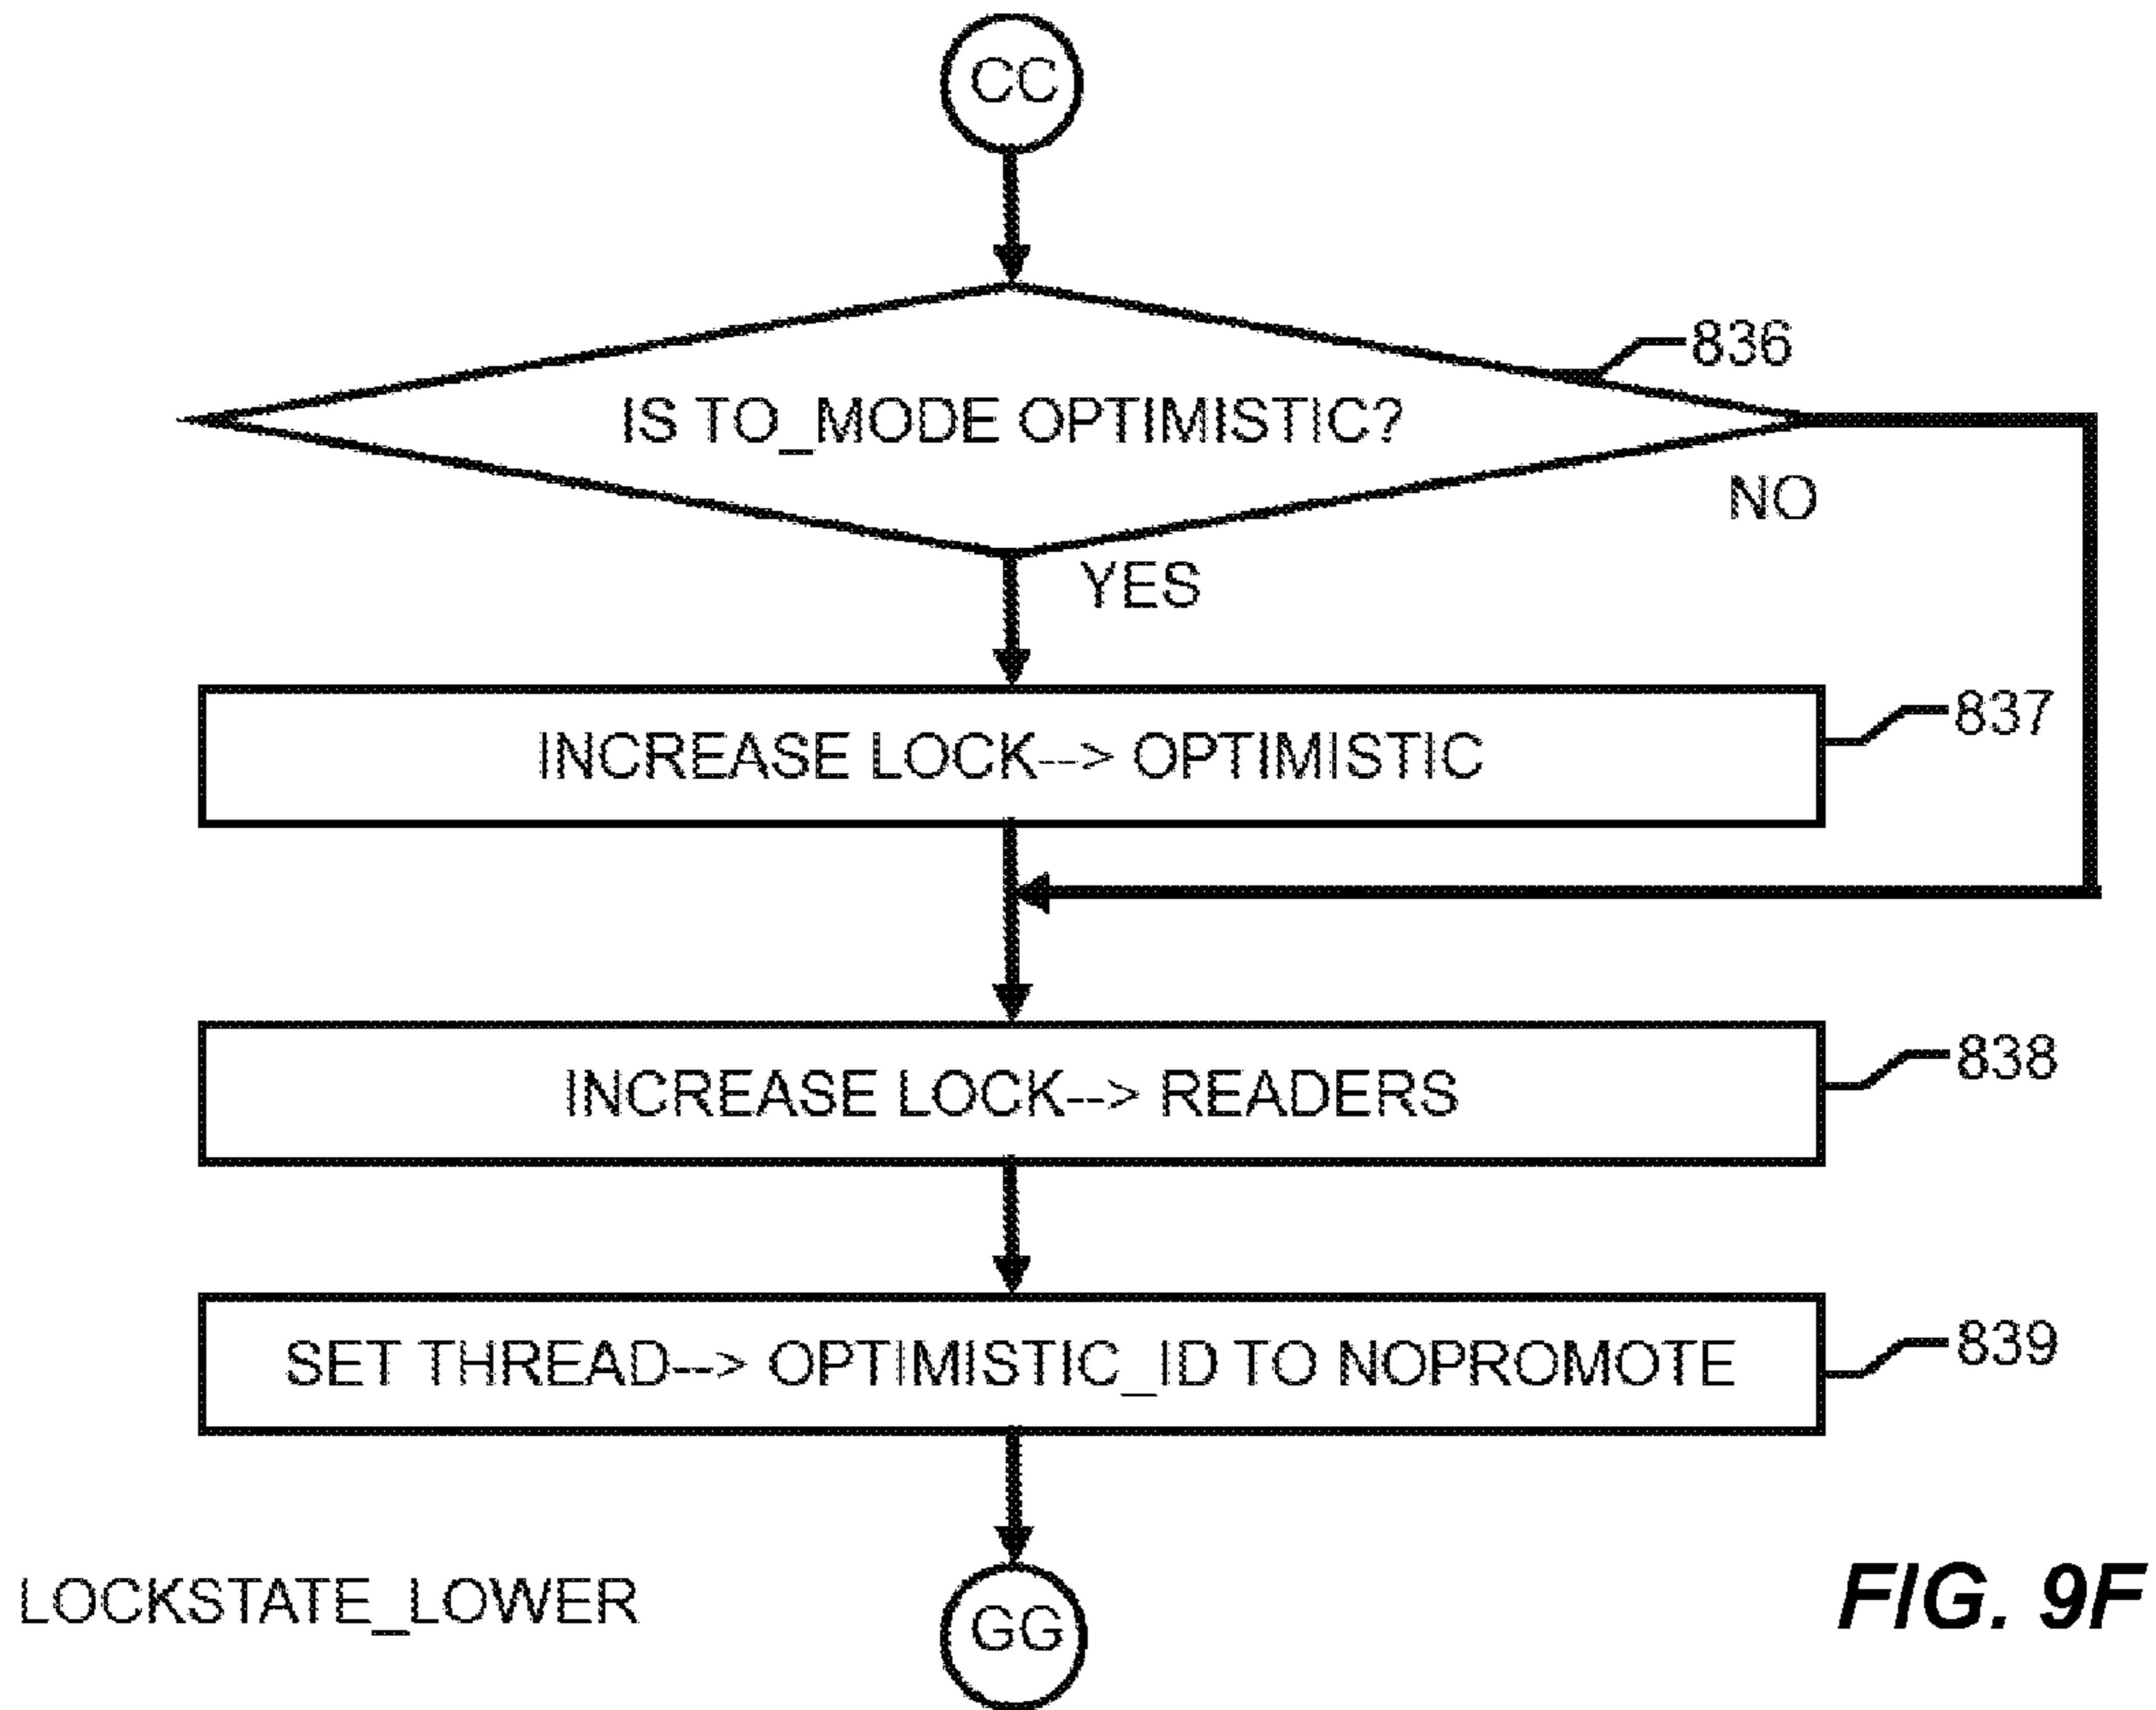 CC
836
IS TO_MODE OPTIMISTIC?
NO
YES
837
INCREASE LOCK--> OPTIMISTIC
838
INCREASE LOCK--> READERS
839
SET THREAD--> OPTIMISTIC_ID TO NOPROMOTE
LOCKSTATE_LOWER
GG
FIG. 9F